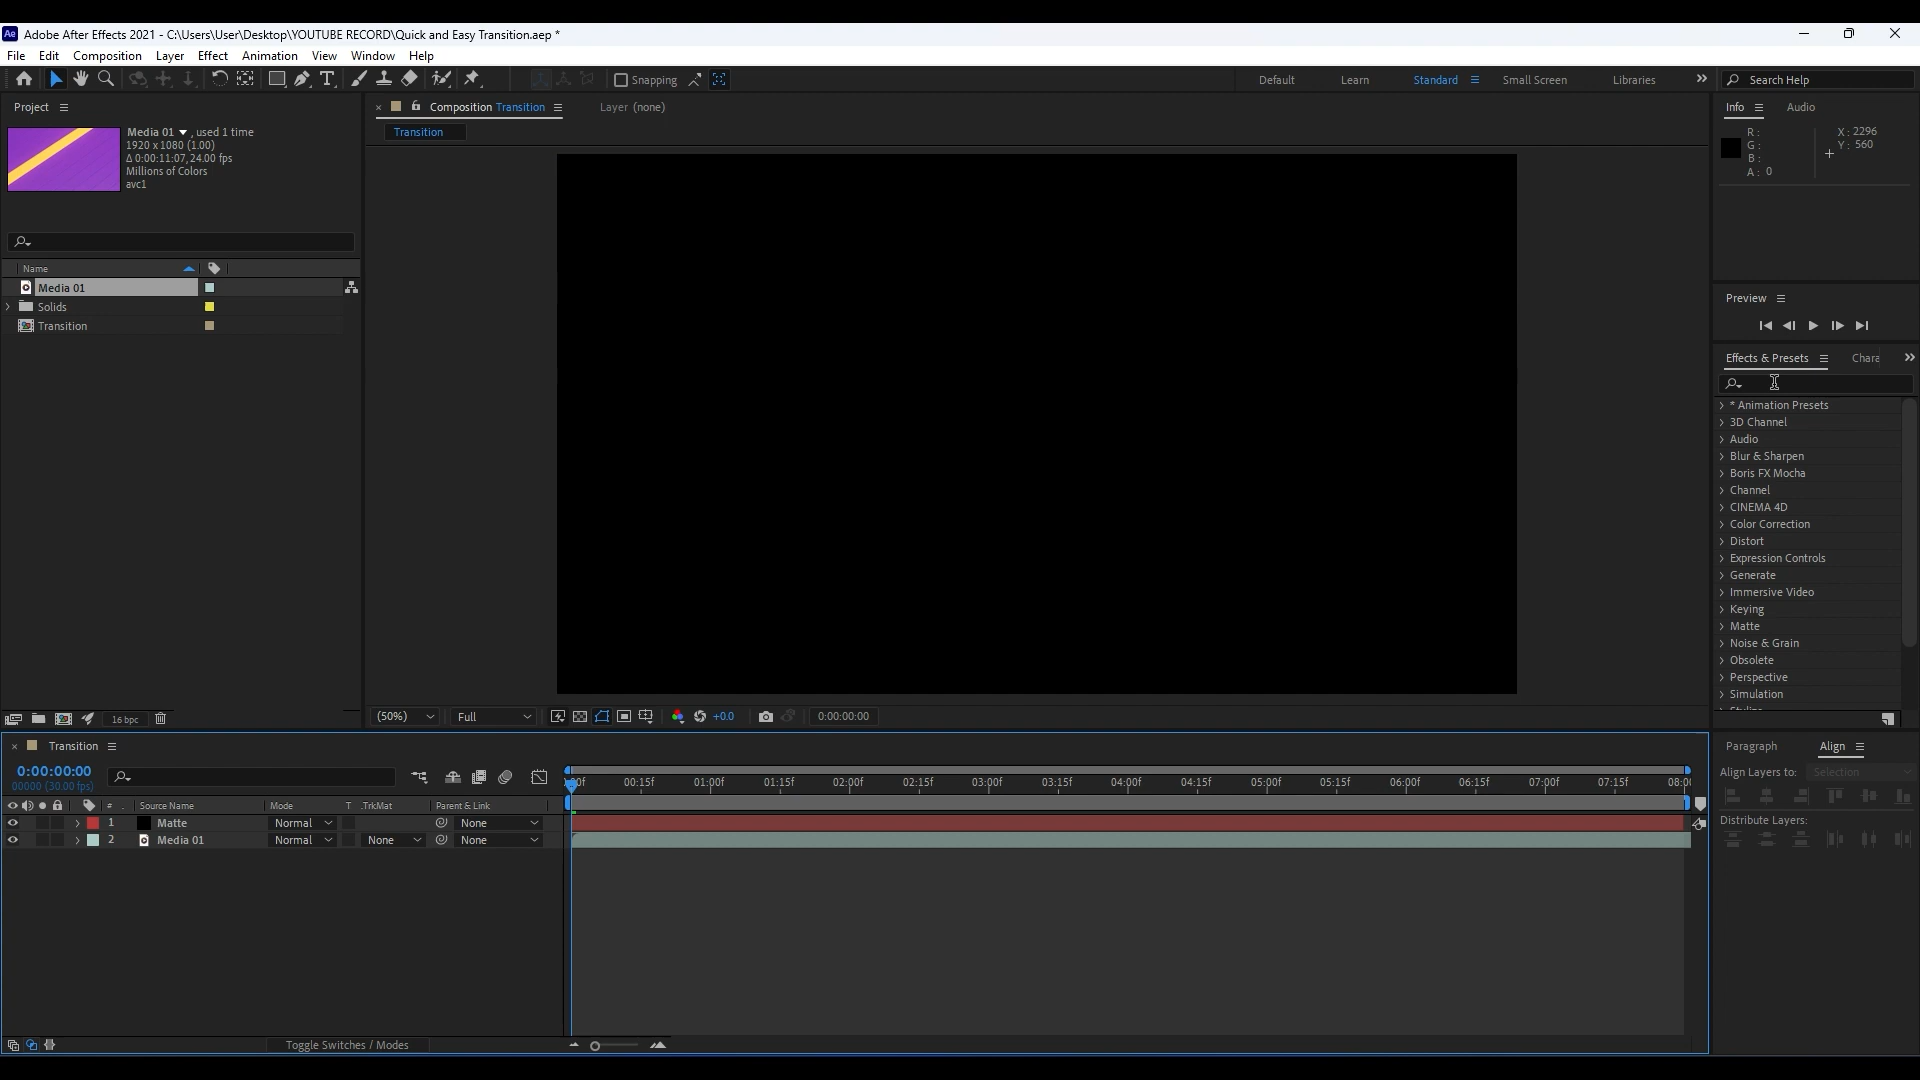 Ae Adobe After Effects 2021 - C:\Users\User\Desktop\YOUTUBE RECORD\Quick and Easy Transition.aep *
File Edit Composition Layer Effect Animation View Window Help
Snapping Default Learn Standard Small Screen Libraries Search Help
Project
Media 01 , used 1 time
1920 x 1080 (1.00)
Δ 0:00:11:07, 24.00 fps
Millions of Colors
avc1
Name
Media 01
Solids
Transition
16 bpc
Composition Transition Layer (none)
Transition
(50%) Full +0.0 0:00:00:00
Info Audio
R:
G:
B:
A: 0
X: 2296
Y: 560
Preview
Effects & Presets Chara
* Animation Presets
3D Channel
Audio
Blur & Sharpen
Boris FX Mocha
Channel
CINEMA 4D
Color Correction
Distort
Expression Controls
Generate
Immersive Video
Keying
Matte
Noise & Grain
Obsolete
Perspective
Simulation
Transition
0:00:00:00
00000 (30.00 fps)
00f 00:15f 01:00f 01:15f 02:00f 02:15f 03:00f 03:15f 04:00f 04:15f 05:00f 05:15f 06:00f 06:15f 07:00f 07:15f 08:00
# Source Name Mode T .TrkMat Parent & Link
1 Matte Normal None
2 Media 01 Normal None None
Toggle Switches / Modes
Paragraph Align
Align Layers to: Selection
Distribute Layers: